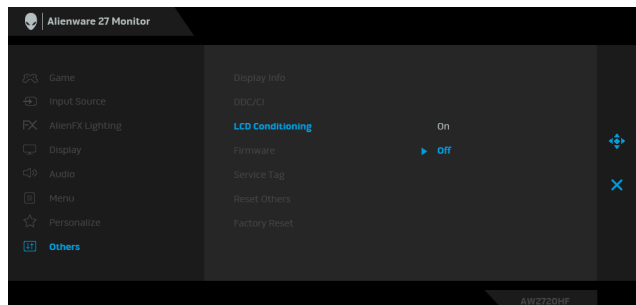 Alienware 27 Monitor
Game
Input Source
AlienFX Lighting
Display
Audio
Menu
Personalize
Others
Display Info
DDC/CI
LCD Conditioning
On
Firmware
Off
Service Tag
Reset Others
Factory Reset
AW2720HF